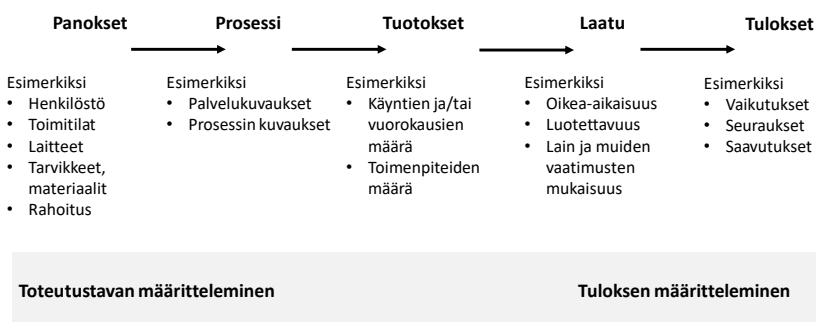 Panokset
Prosessi
Tuotokset
Laatu
Tulokset
Esimerkiksi
• Henkilöstö
• Toimitilat
• Laitteet
• Tarvikkeet,
materiaalit
• Rahoitus
Esimerkiksi
• Palvelukuvaukset
• Prosessin kuvaukset
Esimerkiksi
• Käyntien ja/tai
vuorokausien
määrä
• Toimenpiteiden
määrä
Esimerkiksi
• Oikea-aikaisuus
• Luotettavuus
• Lain ja muiden
vaatimusten
mukaisuus
Esimerkiksi
• Vaikutukset
• Seuraukset
• Saavutukset
Toteutustavan määritteleminen
Tuloksen määritteleminen